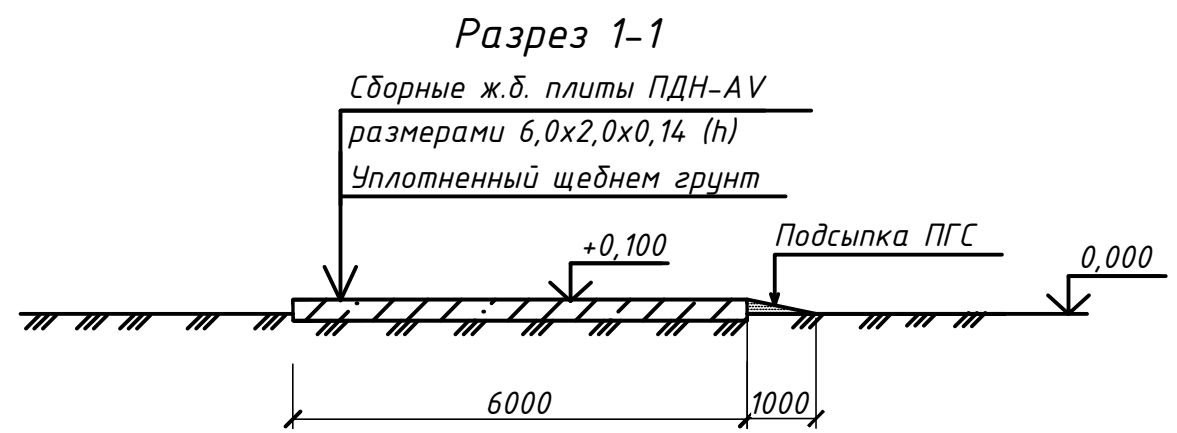 Разрез 1-1
Сборные ж.б. плиты ПДН-АV
размерами 6,0х2,0х0,14 (h)
Уплотненный щебнем грунт
+0,100
Подсыпка ПГС
0,000
6000
1000